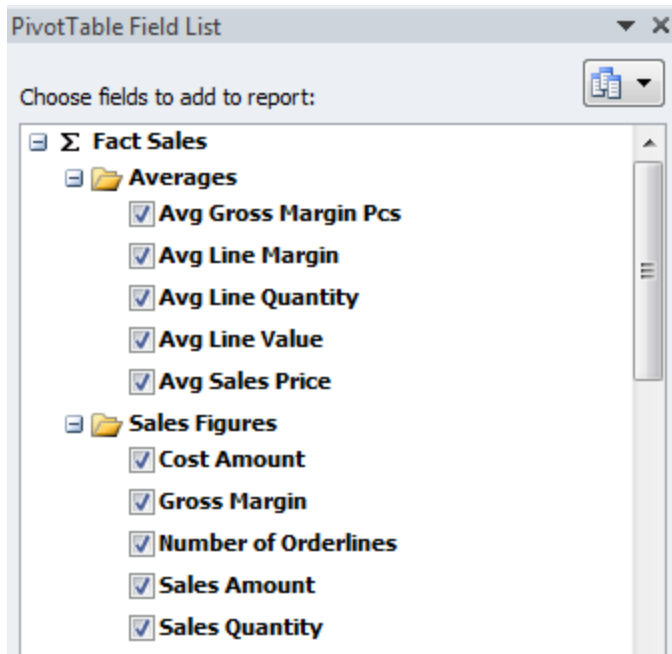 PivotTable Field List
Choose fields to add to report:
Σ Fact Sales
Averages
Avg Gross Margin Pcs
Avg Line Margin
Avg Line Quantity
Avg Line Value
Avg Sales Price
Sales Figures
Cost Amount
Gross Margin
Number of Orderlines
Sales Amount
Sales Quantity